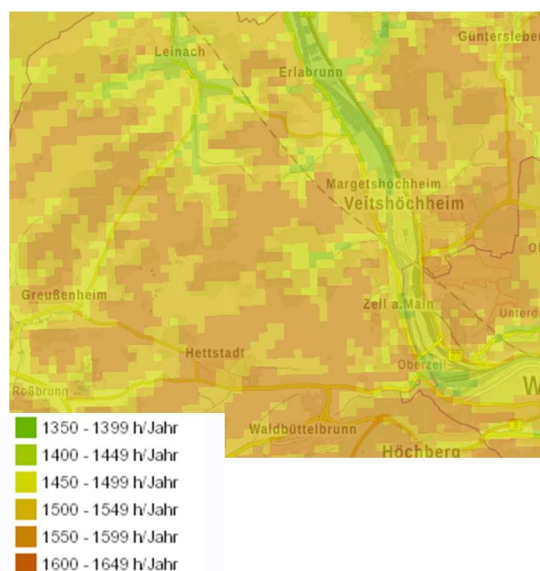 Leinach
Güntersleben
Erlabrunn
Margetshöchheim
Veitshöchheim
Greußenheim
Zell a.Main
Unterdü
Hettstadt
Oberzell
Roßbrunn
W
Waldbüttelbrunn
Höchberg
1350 - 1399 h/Jahr
1400 - 1449 h/Jahr
1450 - 1499 h/Jahr
1500 - 1549 h/Jahr
1550 - 1599 h/Jahr
1600 - 1649 h/Jahr